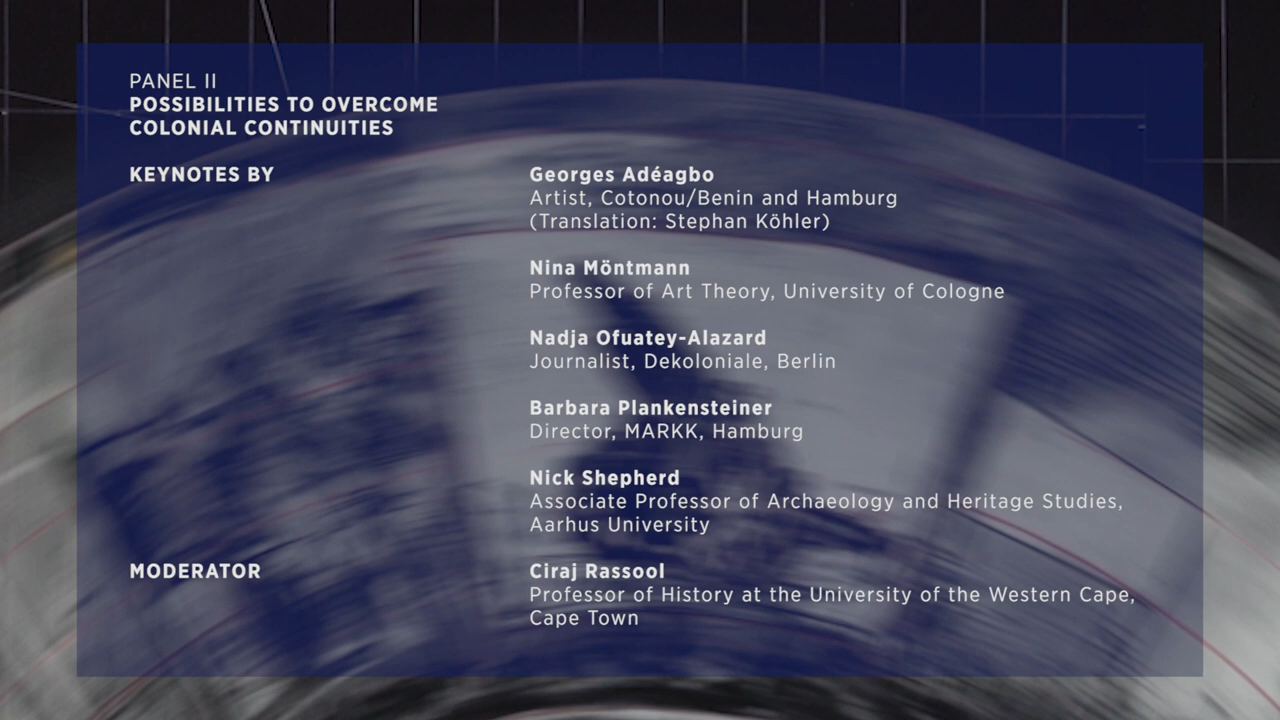 PANEL II
POSSIBILITIES TO OVERCOME
COLONIAL CONTINUITIES
KEYNOTES BY
Georges Adéagbo
Artist, Cotonou/Benin and Hamburg
(Translation: Stephan Köhler)
Nina Möntmann
Professor of Art Theory, University of Cologne
Nadja Ofuatey-Alazard
Journalist, Dekoloniale, Berlin
Barbara Plankensteiner
Director, MARKK, Hamburg
Nick Shepherd
Associate Professor of Archaeology and Heritage Studies,
Aarhus University
MODERATOR
Ciraj Rassool
Professor of History at the University of the Western Cape,
Cape Town